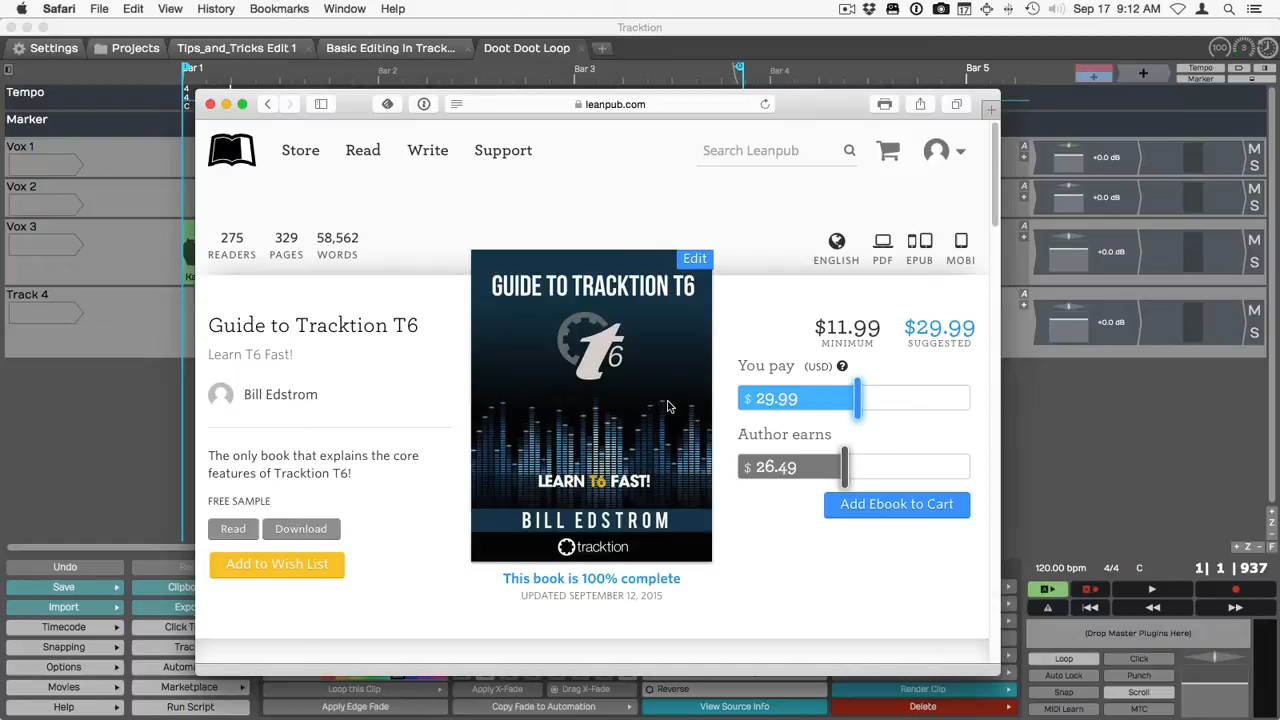 Safari File Edit View History Bookmarks Window Help
Sep 17 9:12 AM
Tracktion
Settings Projects Tips_and_Tricks Edit 1 Basic Editing in Track... Doot Doot Loop
100 3
Bar 1 Bar 2 Bar 3 Bar 4 Bar 5
Tempo
Marker
Tempo
Marker
leanpub.com
Vox 1
Vox 2
Vox 3
Track 4
Store Read Write Support
Search Leanpub
+0.0 dB M S
+0.0 dB M S
+0.0 dB M S
+0.0 dB M S
275 329 58,562
READERS PAGES WORDS
ENGLISH PDF EPUB MOBI
Edit
GUIDE TO TRACKTION T6
t6
LEARN T6 FAST!
BILL EDSTROM
tracktion
This book is 100% complete
UPDATED SEPTEMBER 12, 2015
Guide to Tracktion T6
Learn T6 Fast!
Bill Edstrom
The only book that explains the core
features of Tracktion T6!
FREE SAMPLE
Read Download
Add to Wish List
$11.99 $29.99
MINIMUM SUGGESTED
You pay (USD)
$ 29.99
Author earns
$ 26.49
Add Ebook to Cart
Undo
Save Clipbo
Import Expo
Timecode Click T
Snapping Trac
Options Automa
Movies Marketplace
Help Run Script
Loop this Clip Apply X-Fade Drag X-Fade Reverse Render Clip
Apply Edge Fade Copy Fade to Automation View Source Info Delete
120.00 bpm 4/4 C 1| 1 | 937
(Drop Master Plugins Here)
Loop Click
Auto Lock Punch
Snap Scroll
MIDI Learn MTC